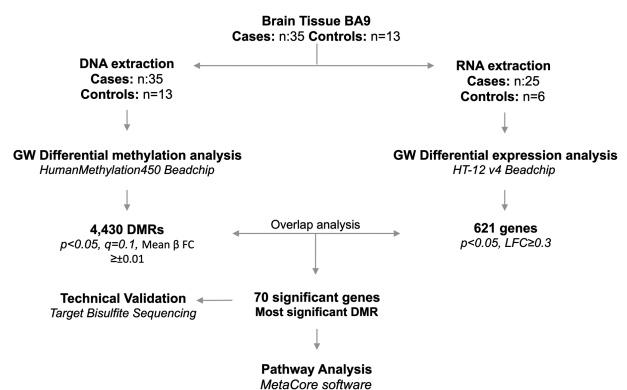 Brain Tissue BA9
Cases: n:35 Controls: n=13
DNA extraction
Cases: n:35
Controls: n=13
RNA extraction
Cases: n:25
Controls: n=6
GW Differential methylation analysis
HumanMethylation450 Beadchip
GW Differential expression analysis
HT-12 v4 Beadchip
4,430 DMRs
p<0.05, q=0.1, Mean β FC
≥±0.01
Overlap analysis
621 genes
p<0.05, LFC≥0.3
Technical Validation
Target Bisulfite Sequencing
70 significant genes
Most significant DMR
Pathway Analysis
MetaCore software